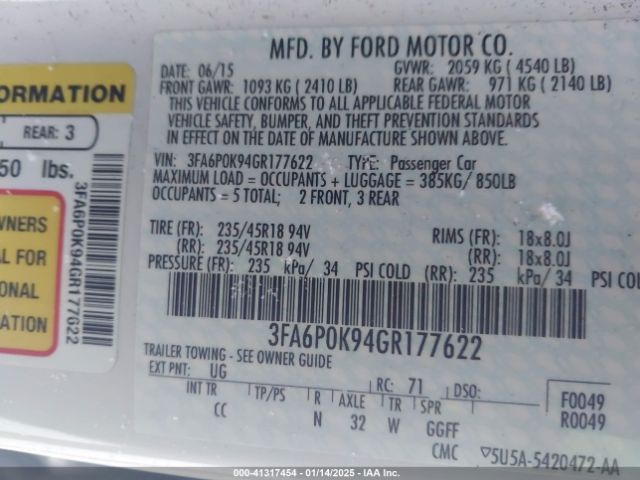 MFD. BY FORD MOTOR CO.
DATE: 06/15 GVWR: 2059 KG ( 4540 LB)
FRONT GAWR: 1093 KG ( 2410 LB) REAR GAWR: 971 KG ( 2140 LB)
THIS VEHICLE CONFORMS TO ALL APPLICABLE FEDERAL MOTOR
VEHICLE SAFETY, BUMPER, AND THEFT PREVENTION STANDARDS
IN EFFECT ON THE DATE OF MANUFACTURE SHOWN ABOVE.
VIN: 3FA6P0K94GR177622 TYPE: Passenger Car
MAXIMUM LOAD = OCCUPANTS + LUGGAGE = 385KG/ 850LB
OCCUPANTS = 5 TOTAL; 2 FRONT, 3 REAR
TIRE (FR): 235/45R18 94V RIMS (FR): 18x8.0J
(RR): 235/45R18 94V (RR): 18x8.0J
PRESSURE (FR): 235 kPa/ 34 PSI COLD (RR): 235 kPa/ 34 PSI COL
3FA6P0K94GR177622
TRAILER TOWING - SEE OWNER GUIDE
EXT PNT: UG RC: 71 DSO: F0049
INT TR TP/PS R AXLE TR SPR R0049
CC N 32 W GGFF
CMC 5U5A-5420472-AA
ORMATION
REAR: 3
50 lbs.
WNERS
AL FOR
ONAL
ATION
3FA6P0K94GR177622
000-41317454 - 01/14/2025 - IAAI.COM